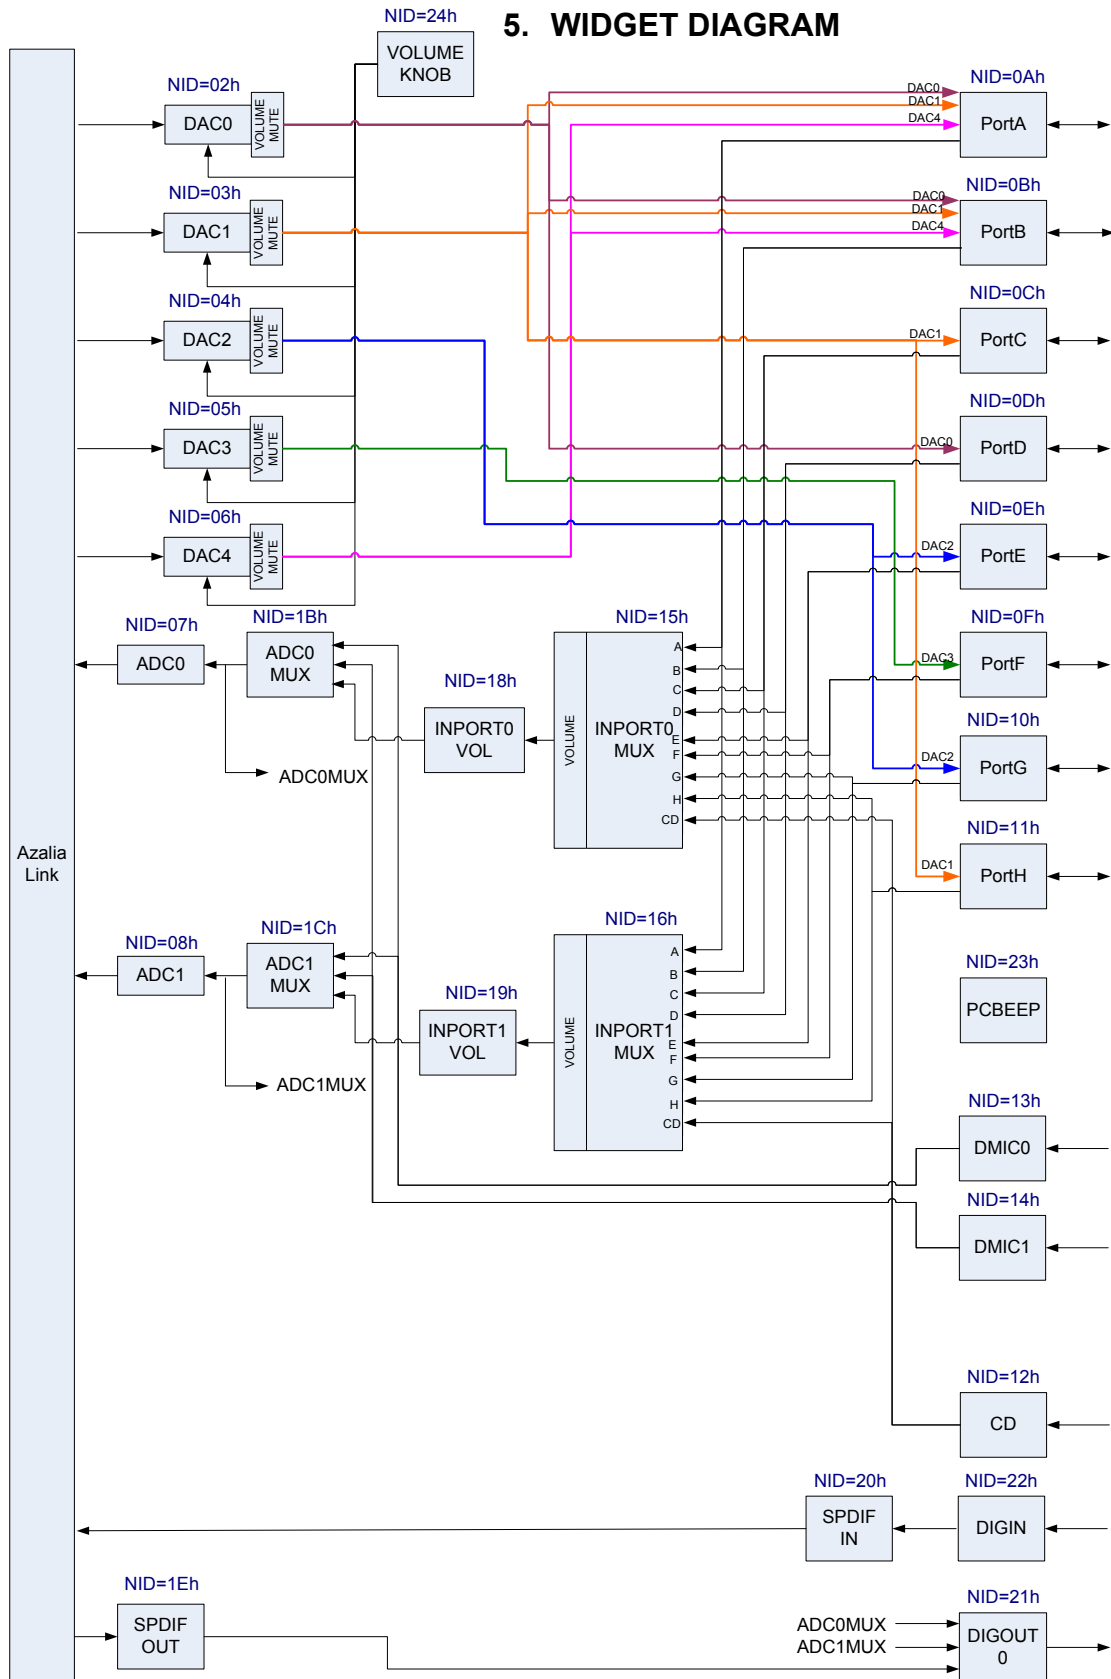 5. WIDGET DIAGRAM
NID=24h
VOLUME
KNOB
NID=02h
DAC0
VOLUME
MUTE
NID=03h
DAC1
VOLUME
MUTE
NID=04h
DAC2
VOLUME
MUTE
NID=05h
DAC3
VOLUME
MUTE
NID=06h
DAC4
VOLUME
MUTE
NID=0Ah
DAC0
DAC1
DAC4
PortA
NID=0Bh
DAC0
DAC1
DAC4
PortB
NID=0Ch
DAC1
PortC
NID=0Dh
DAC0
PortD
NID=0Eh
DAC2
PortE
NID=0Fh
DAC3
PortF
NID=10h
DAC2
PortG
NID=11h
DAC1
PortH
NID=07h
ADC0
NID=1Bh
ADC0
MUX
ADC0MUX
NID=18h
INPORT0
VOL
NID=15h
VOLUME
INPORT0
MUX
A
B
C
D
E
F
G
H
CD
Azalia
Link
NID=08h
ADC1
NID=1Ch
ADC1
MUX
ADC1MUX
NID=19h
INPORT1
VOL
NID=16h
VOLUME
INPORT1
MUX
A
B
C
D
E
F
G
H
CD
NID=23h
PCBEEP
NID=13h
DMIC0
NID=14h
DMIC1
NID=12h
CD
NID=20h
SPDIF
IN
NID=22h
DIGIN
NID=1Eh
SPDIF
OUT
ADC0MUX
ADC1MUX
NID=21h
DIGOUT
0